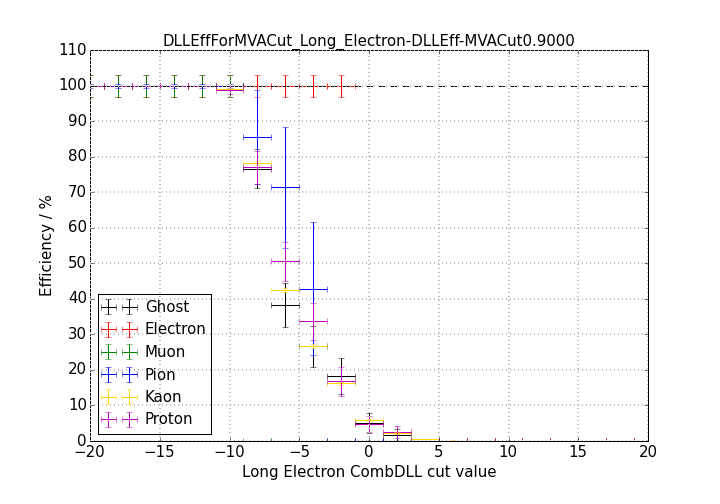 DLLEffForMVACut_Long_Electron-DLLEff-MVACut0.9000
110
100
90
80
70
60
50
40
30
20
10
0
Efficiency / %
Ghost
Electron
Muon
Pion
Kaon
Proton
−20 −15 −10 −5 0 5 10 15 20
Long Electron CombDLL cut value